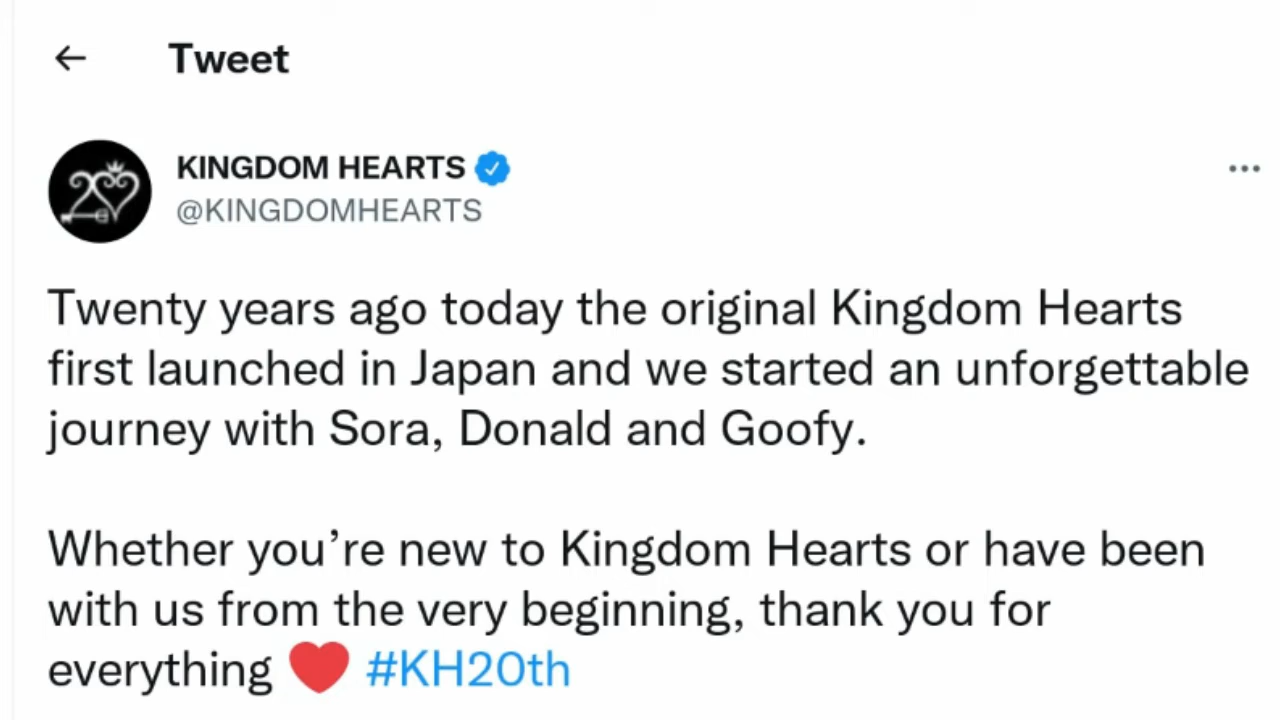 ← Tweet
KINGDOM HEARTS
@KINGDOMHEARTS
Twenty years ago today the original Kingdom Hearts
first launched in Japan and we started an unforgettable
journey with Sora, Donald and Goofy.
Whether you’re new to Kingdom Hearts or have been
with us from the very beginning, thank you for
everything ❤️ #KH20th